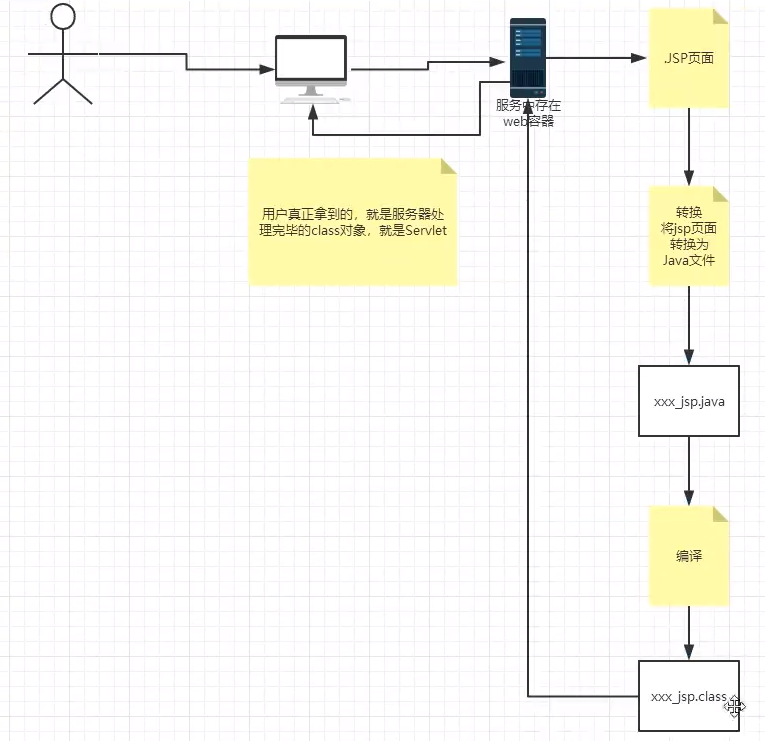 .JSP页面
服务中存在
web容器
用户真正拿到的，就是服务器处
理完毕的class对象，就是Servlet
转换
将jsp页面
转换为
Java文件
xxx_jsp.java
编译
xxx_jsp.class